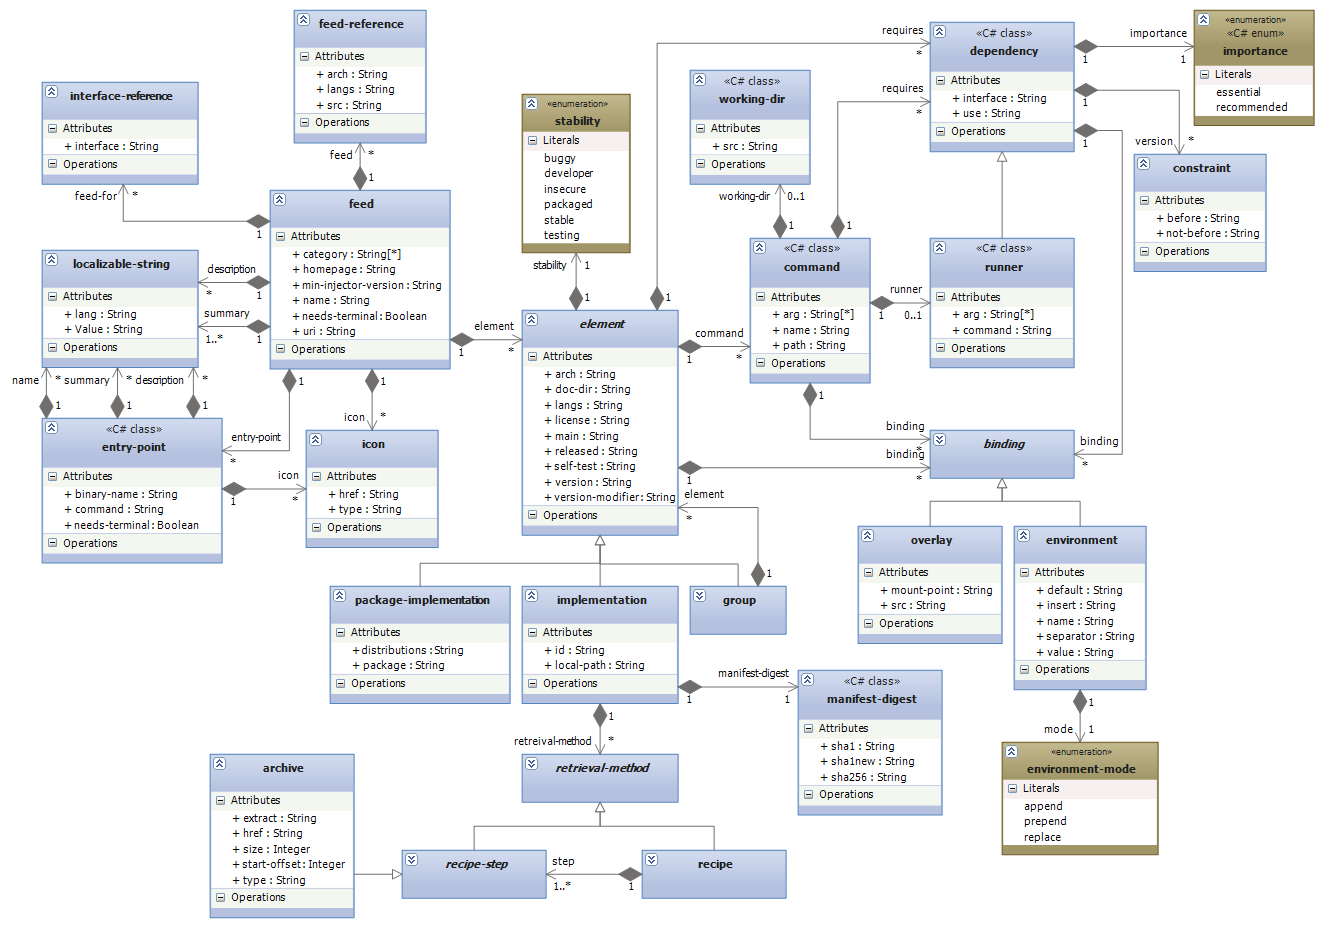 feed-reference
Attributes
+ arch : String
+ langs : String
+ src : String
Operations
feed
*
1
interface-reference
Attributes
+ interface : String
Operations
feed-for
*
1
feed
Attributes
+ category : String[*]
+ homepage : String
+ min-injector-version : String
+ name : String
+ needs-terminal : Boolean
+ uri : String
Operations
localizable-string
Attributes
+ lang : String
+ Value : String
Operations
description
*
1
summary
1..*
1
name
*
1
summary
*
1
description
*
1
«C# class»
entry-point
Attributes
+ binary-name : String
+ command : String
+ needs-terminal : Boolean
Operations
1
entry-point
*
1
icon
*
icon
1
*
icon
Attributes
+ href : String
+ type : String
Operations
element
1
*
«enumeration»
stability
Literals
buggy
developer
insecure
packaged
stable
testing
stability
1
1
element
Attributes
+ arch : String
+ doc-dir : String
+ langs : String
+ license : String
+ main : String
+ released : String
+ self-test : String
+ version : String
+ version-modifier : String
Operations
1
requires
*
command
1
*
«C# class»
working-dir
Attributes
+ src : String
Operations
working-dir
0..1
1
1
requires
*
«C# class»
command
Attributes
+ arg : String[*]
+ name : String
+ path : String
Operations
runner
1
0..1
«C# class»
dependency
Attributes
+ interface : String
+ use : String
Operations
importance
1
1
«enumeration»
«C# enum»
importance
Literals
essential
recommended
1
version
*
constraint
Attributes
+ before : String
+ not-before : String
Operations
1
binding
*
«C# class»
runner
Attributes
+ arg : String[*]
+ command : String
Operations
1
binding
*
binding
1
*
binding
element
*
1
overlay
Attributes
+ mount-point : String
+ src : String
Operations
environment
Attributes
+ default : String
+ insert : String
+ name : String
+ separator : String
+ value : String
Operations
1
mode
1
«enumeration»
environment-mode
Literals
append
prepend
replace
package-implementation
Attributes
+ distributions : String
+ package : String
Operations
implementation
Attributes
+ id : String
+ local-path : String
Operations
group
manifest-digest
1
1
«C# class»
manifest-digest
Attributes
+ sha1 : String
+ sha1new : String
+ sha256 : String
Operations
1
retreival-method
*
retrieval-method
archive
Attributes
+ extract : String
+ href : String
+ size : Integer
+ start-offset : Integer
+ type : String
Operations
recipe-step
step
1..*
1
recipe